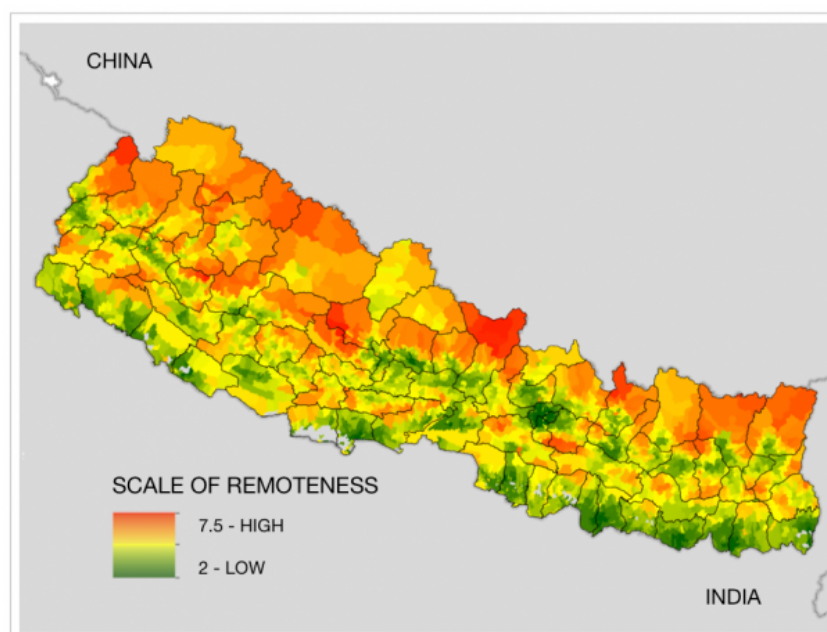 CHINA
SCALE OF REMOTENESS
7.5 - HIGH
2 - LOW
INDIA